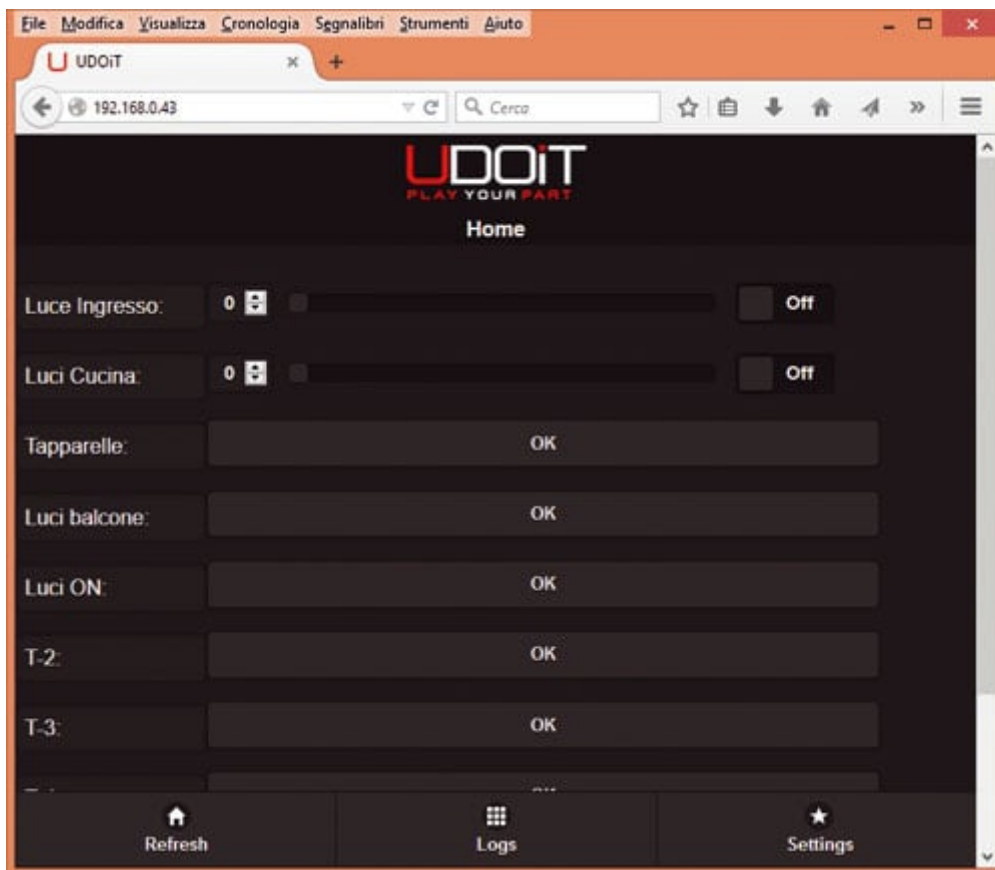 File Modifica Visualizza Cronologia Segnalibri Strumenti Aiuto
UDOiT
192.168.0.43 Cerca
UDOiT
PLAY YOUR PART
Home
Luce Ingresso: 0 Off
Luci Cucina: 0 Off
Tapparelle: OK
Luci balcone: OK
Luci ON: OK
T-2: OK
T-3: OK
Refresh Logs Settings